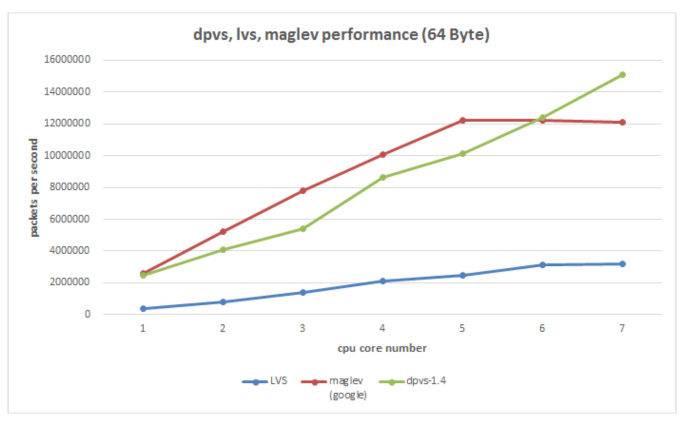 dpvs, lvs, maglev performance (64 Byte)
16000000
14000000
12000000
10000000
8000000
6000000
4000000
2000000
0
packets per second
1 2 3 4 5 6 7
cpu core number
LVS maglev dpvs-1.4
(google)